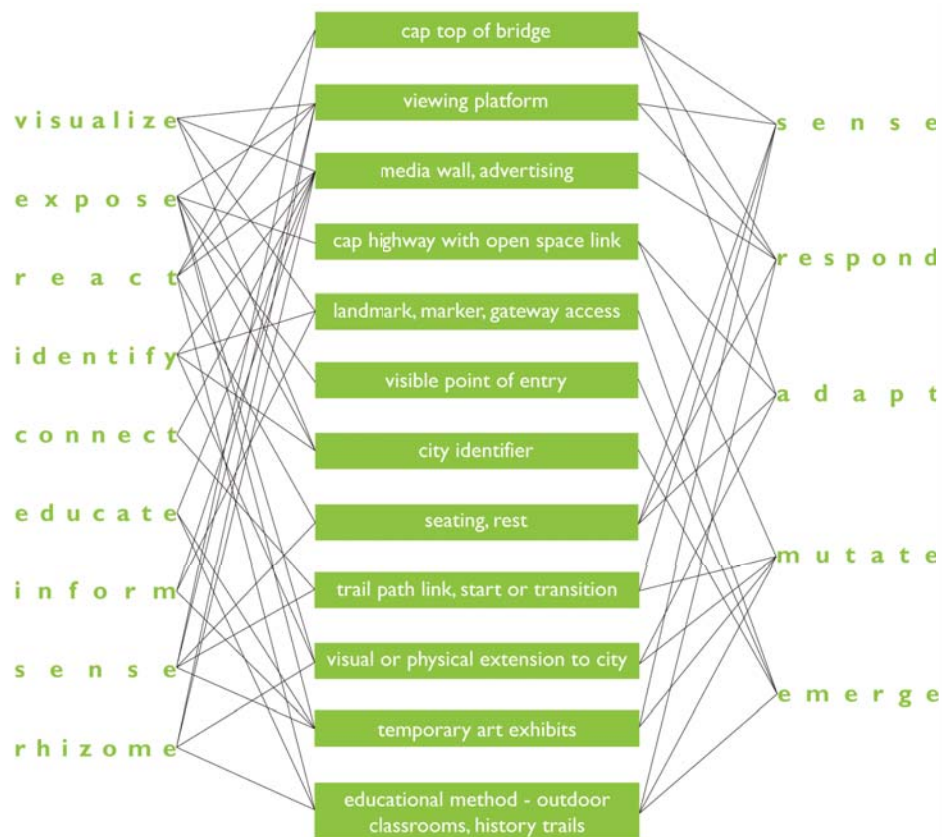 visualize
expose
react
identify
connect
educate
inform
sense
rhizome
cap top of bridge
viewing platform
media wall, advertising
cap highway with open space link
landmark, marker, gateway access
visible point of entry
city identifier
seating, rest
trail path link, start or transition
visual or physical extension to city
temporary art exhibits
educational method - outdoor
classrooms, history trails
sense
respond
adapt
mutate
emerge